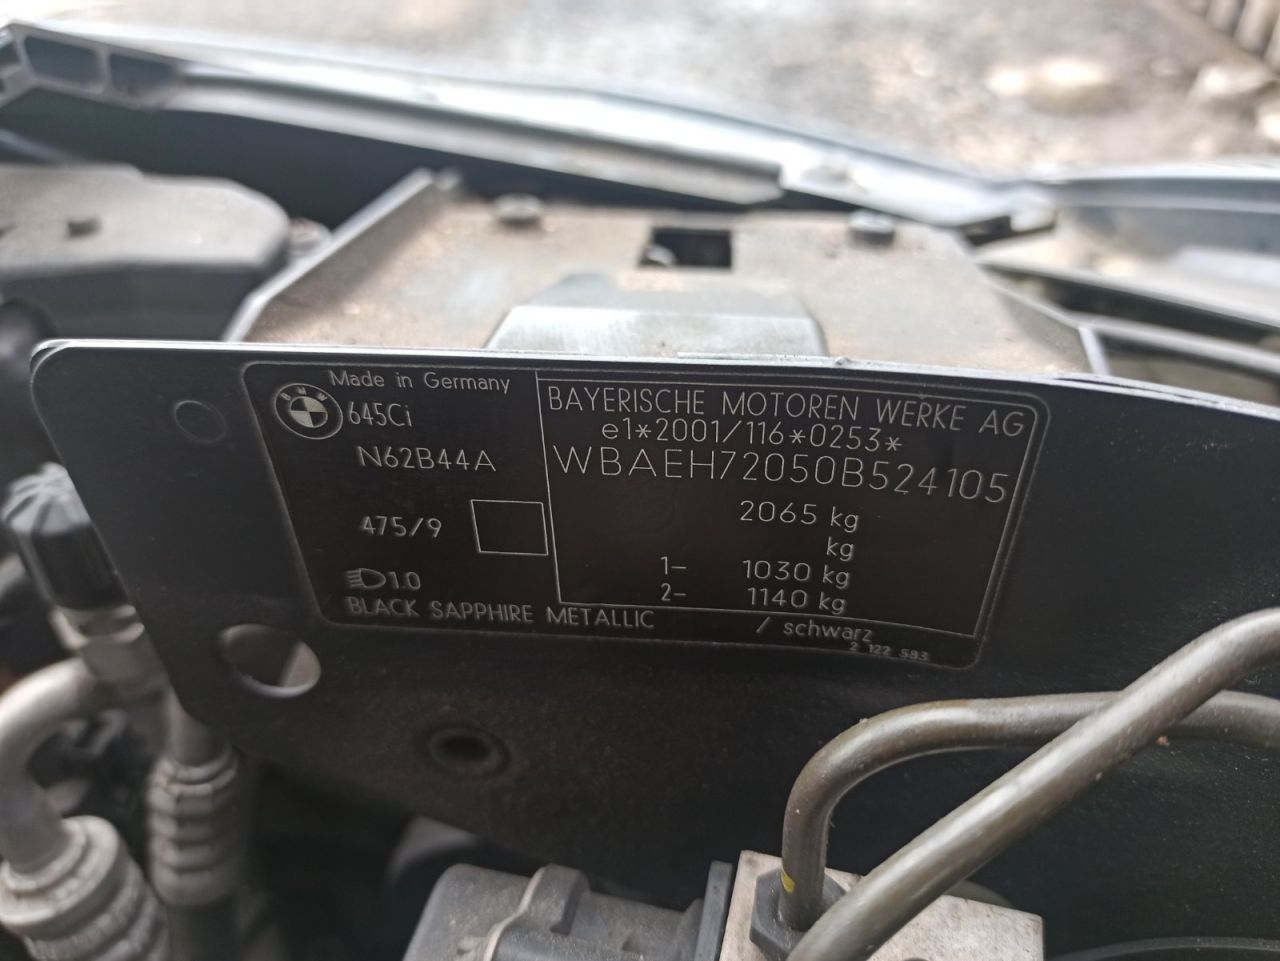 Made in Germany
BMW
645Ci
N62B44A
475/9
1.0
BLACK SAPPHIRE METALLIC / schwarz
2 122 583
BAYERISCHE MOTOREN WERKE AG
e1*2001/116*0253*
WBAEH72050B524105
2065 kg
kg
1- 1030 kg
2- 1140 kg